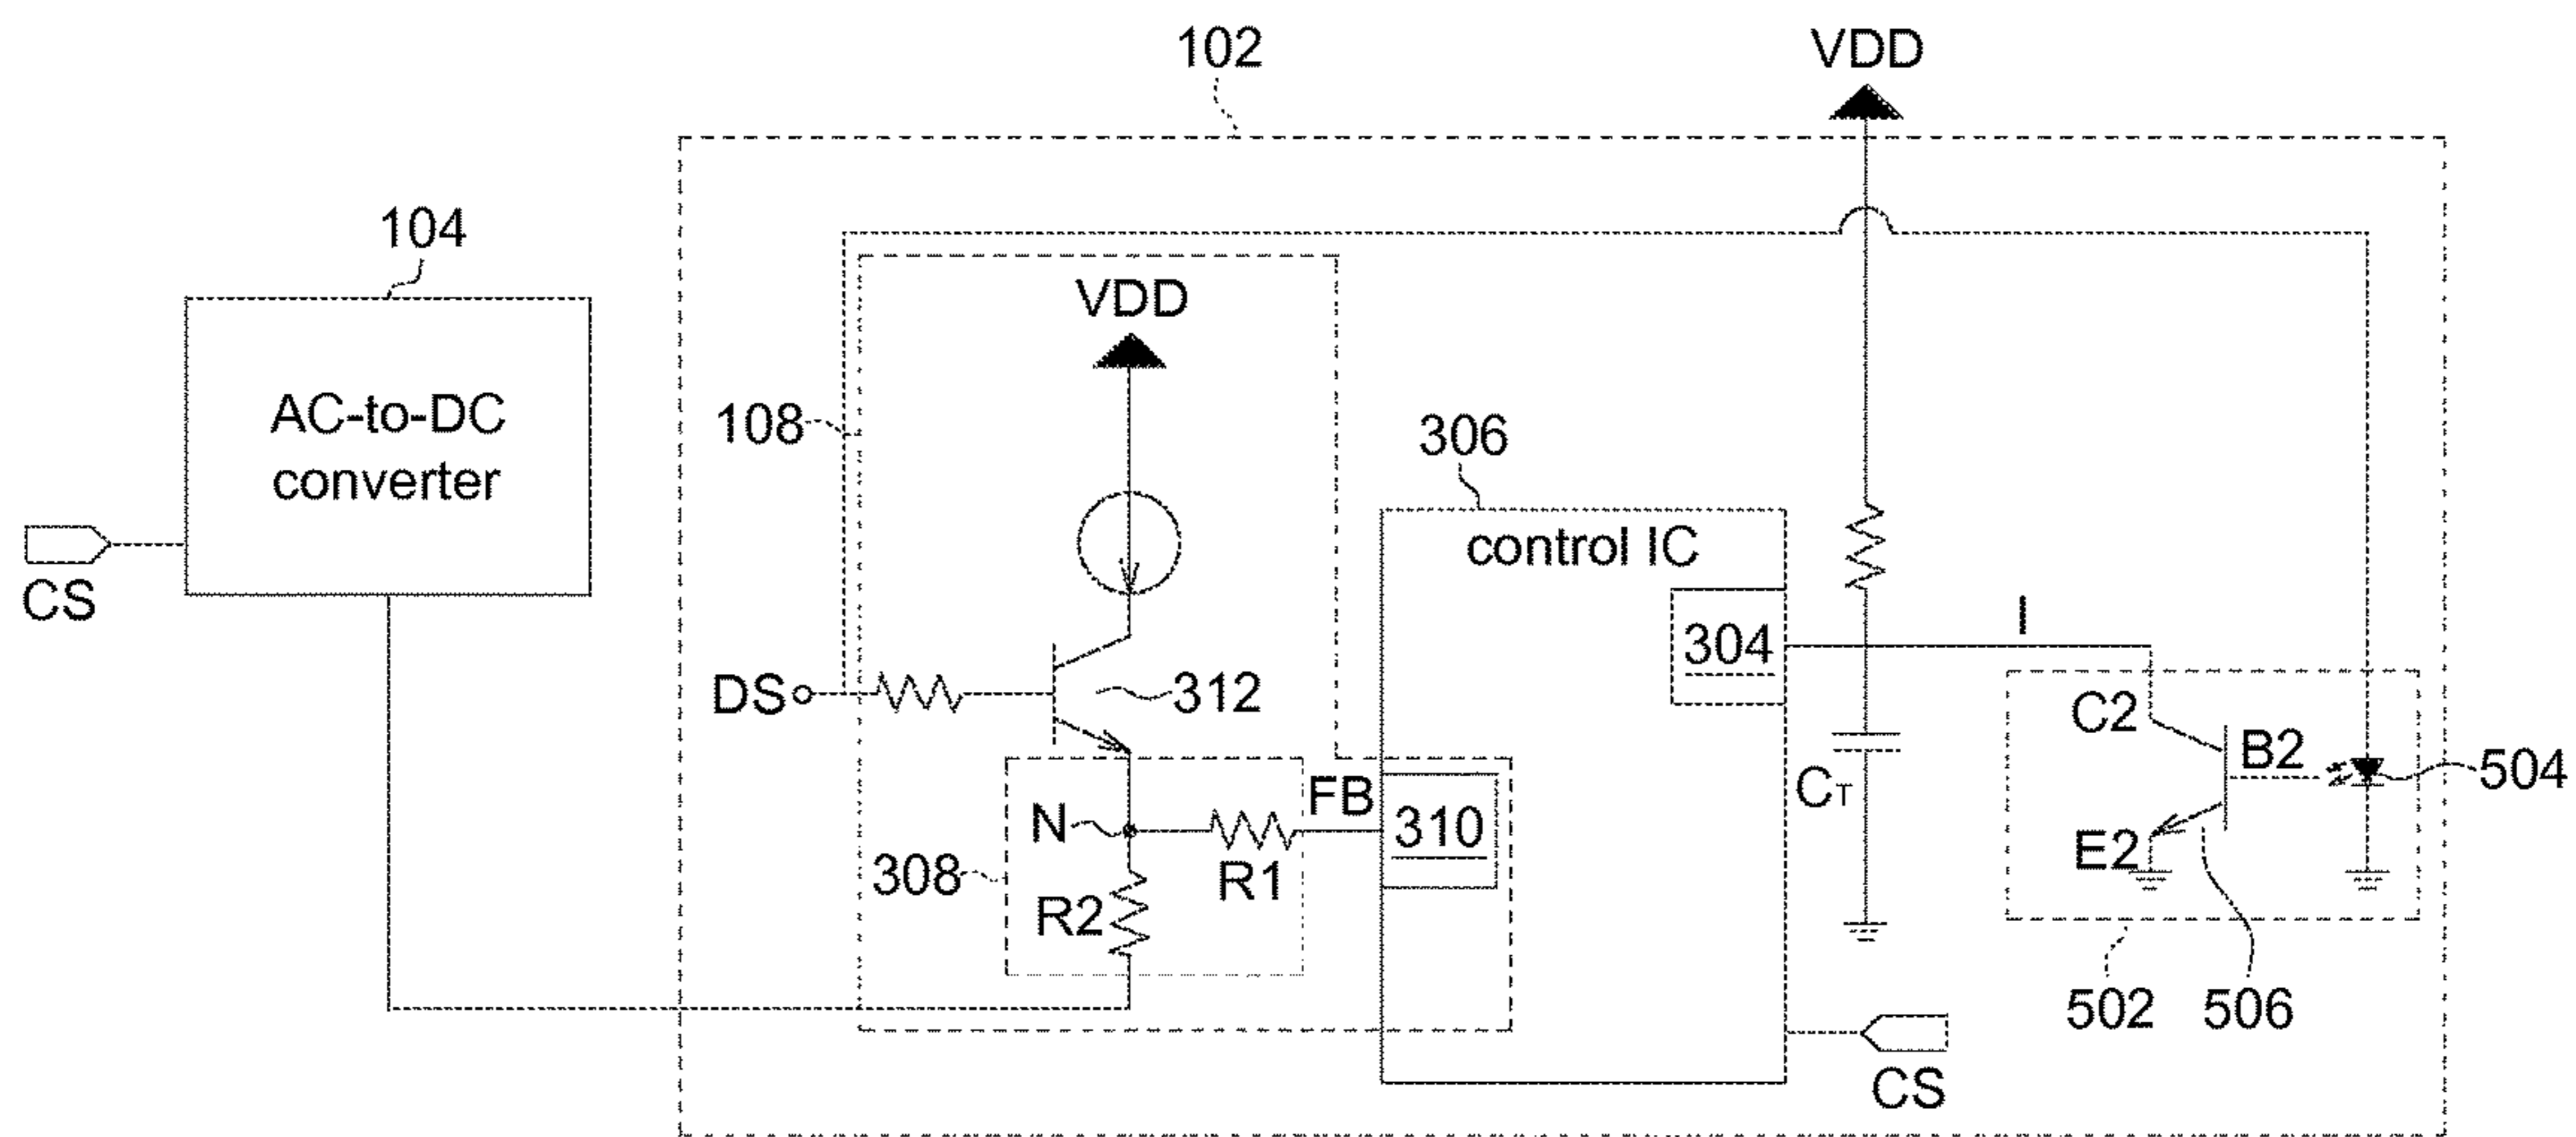 102
VDD
104
VDD
AC-to-DC
converter
108
306
control IC
CS
304
I
DS
312
C2
B2
504
N
FB
310
CT
308
R1
E2
R2
502
506
CS